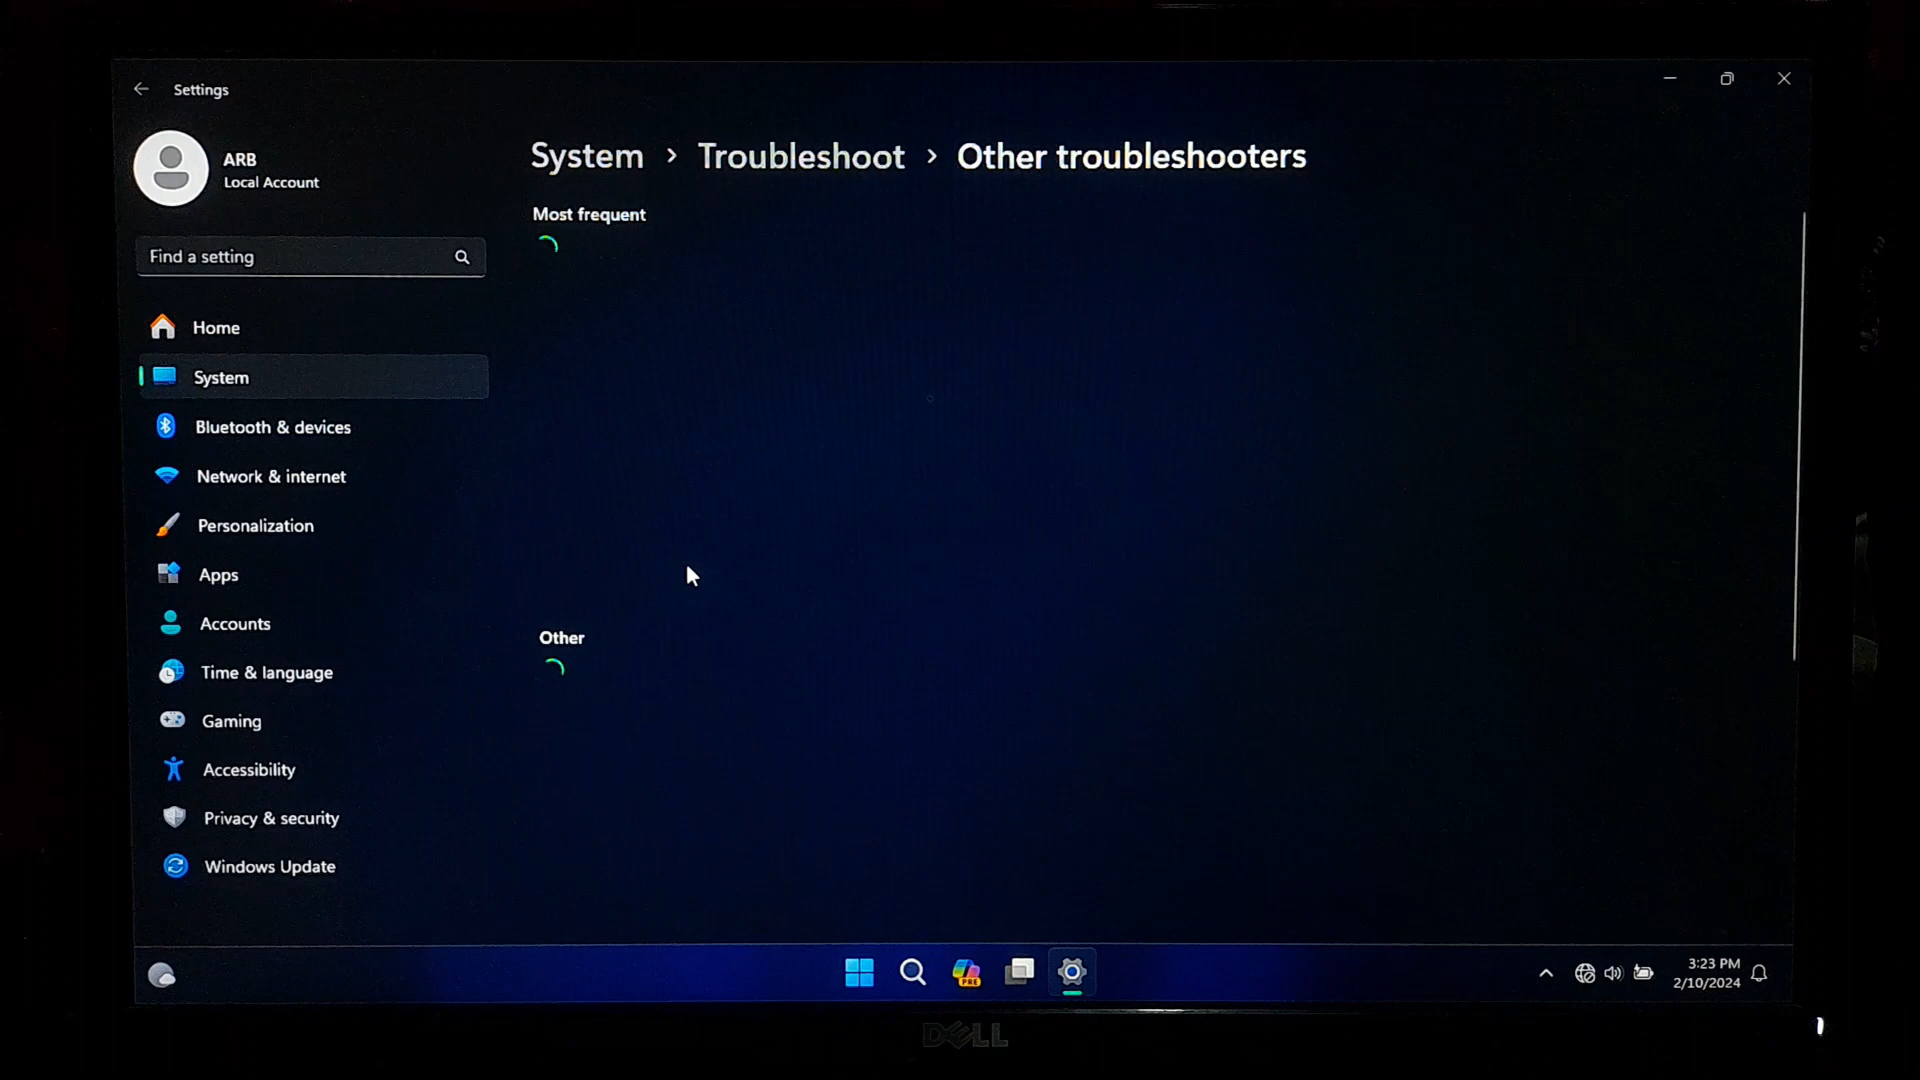 Settings
ARB
Local Account
Find a setting
Home
System
Bluetooth & devices
Network & internet
Personalization
Apps
Accounts
Time & language
Gaming
Accessibility
Privacy & security
Windows Update
System > Troubleshoot > Other troubleshooters
Most frequent
Other
PRE
3:23 PM
2/10/2024
DELL